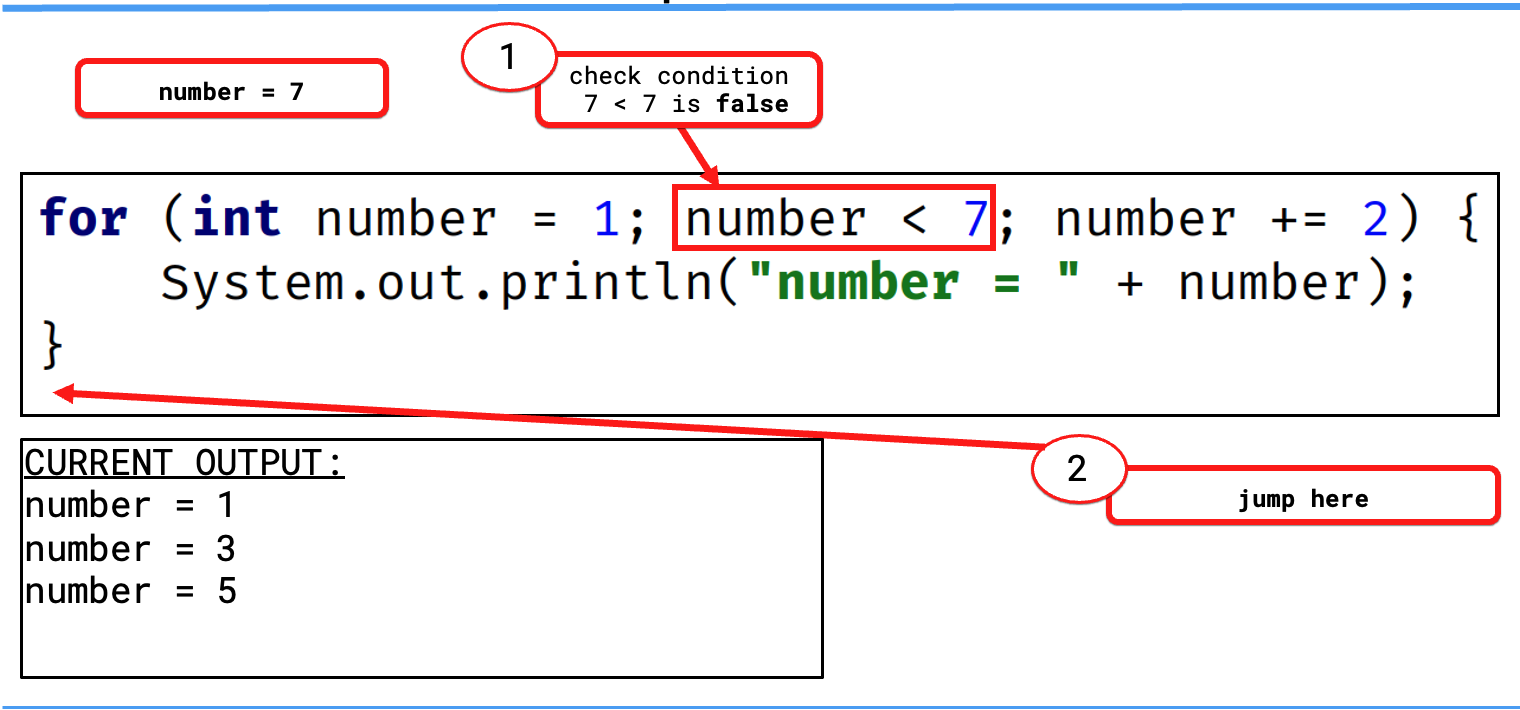 number = 7
1
check condition
7 < 7 is false
for (int number = 1; number < 7; number += 2) {
    System.out.println("number = " + number);
}
CURRENT OUTPUT:
number = 1
number = 3
number = 5
2
jump here